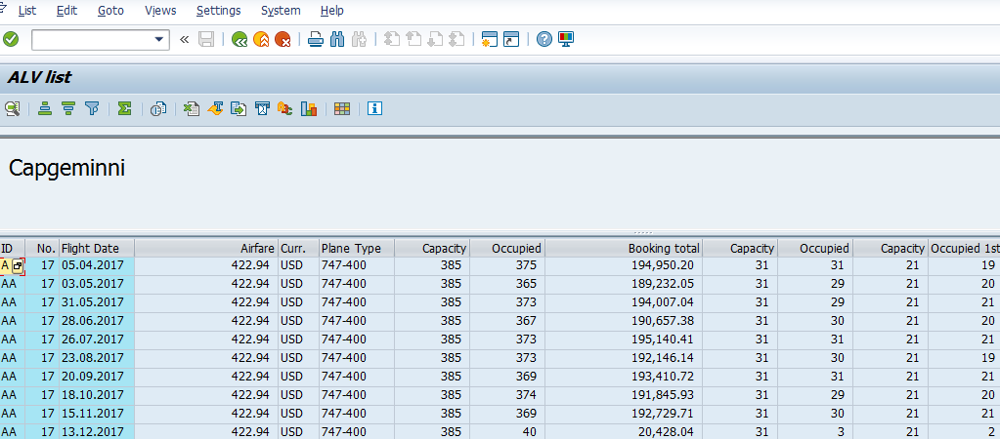 List Edit Goto Views Settings System Help
ALV list
Capgeminni
ID No. Flight Date Airfare Curr. Plane Type Capacity Occupied Booking total Capacity Occupied Capacity Occupied 1st
A 17 05.04.2017 422.94 USD 747-400 385 375 194,950.20 31 31 21 19
AA 17 03.05.2017 422.94 USD 747-400 385 365 189,232.05 31 29 21 20
AA 17 31.05.2017 422.94 USD 747-400 385 373 194,007.04 31 29 21 21
AA 17 28.06.2017 422.94 USD 747-400 385 367 190,657.38 31 30 21 20
AA 17 26.07.2017 422.94 USD 747-400 385 373 195,140.41 31 31 21 21
AA 17 23.08.2017 422.94 USD 747-400 385 373 192,146.14 31 30 21 19
AA 17 20.09.2017 422.94 USD 747-400 385 369 193,410.72 31 31 21 21
AA 17 18.10.2017 422.94 USD 747-400 385 374 191,845.93 31 29 21 20
AA 17 15.11.2017 422.94 USD 747-400 385 369 192,729.71 31 30 21 21
AA 17 13.12.2017 422.94 USD 747-400 385 40 20,428.04 31 3 21 2